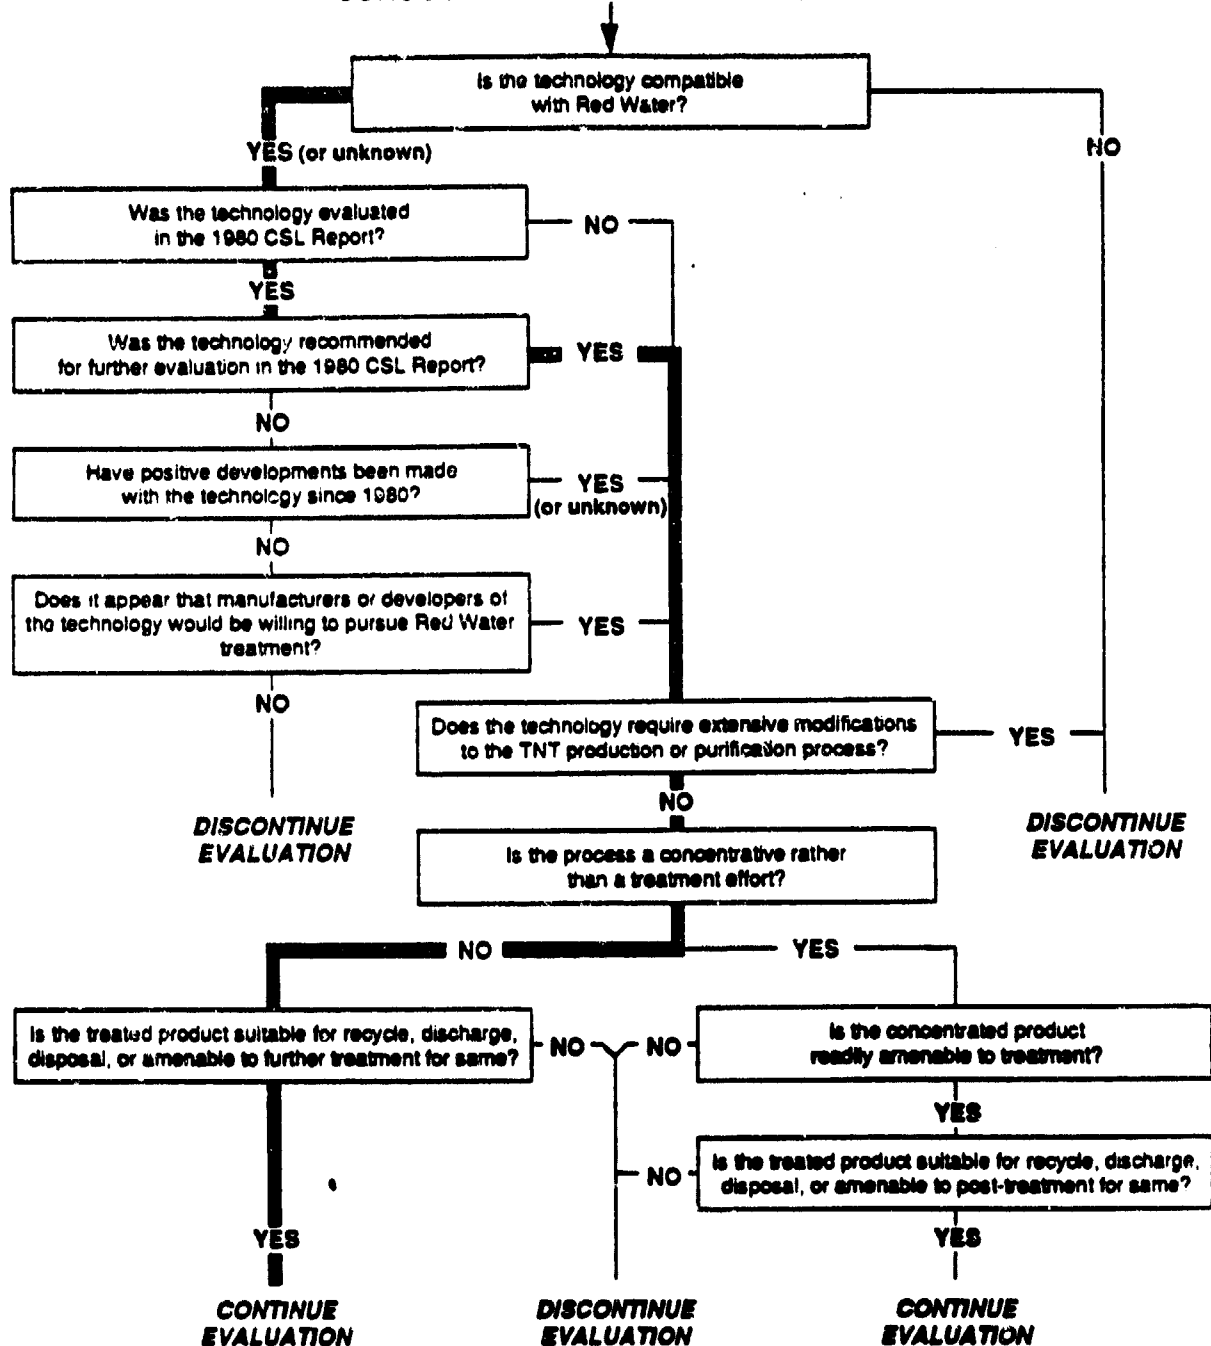 Is the technology compatible
with Red Water?
YES (or unknown)
NO
Was the technology evaluated
in the 1980 CSL Report?
NO
YES
Was the technology recommended
for further evaluation in the 1980 CSL Report?
YES
NO
Have positive developments been made
with the technology since 1980?
YES
(or unknown)
NO
Does it appear that manufacturers or developers of
the technology would be willing to pursue Red Water
treatment?
YES
NO
Does the technology require extensive modifications
to the TNT production or purification process?
YES
NO
DISCONTINUE
EVALUATION
DISCONTINUE
EVALUATION
Is the process a concentrative rather
than a treatment effort?
NO
YES
Is the treated product suitable for recycle, discharge,
disposal, or amenable to further treatment for same?
NO
NO
Is the concentrated product
readily amenable to treatment?
YES
NO
Is the treated product suitable for recycle, discharge,
disposal, or amenable to post-treatment for same?
YES
YES
CONTINUE
EVALUATION
DISCONTINUE
EVALUATION
CONTINUE
EVALUATION